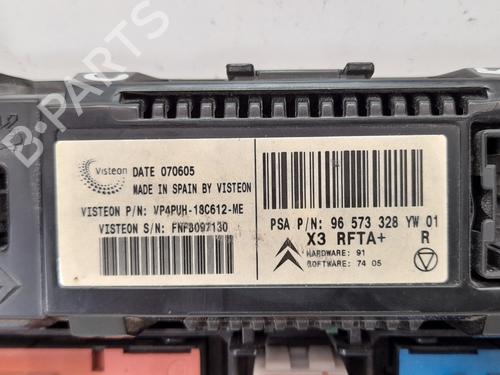 B-PARTS
Visteon
DATE 070605
MADE IN SPAIN BY VISTEON
VISTEON P/N: VP4PUH-18C612-ME
VISTEON S/N: FNFB097130
PSA P/N: 96 573 328 YW 01
X3 RFTA+ R
HARDWARE: 91
SOFTWARE: 74 05